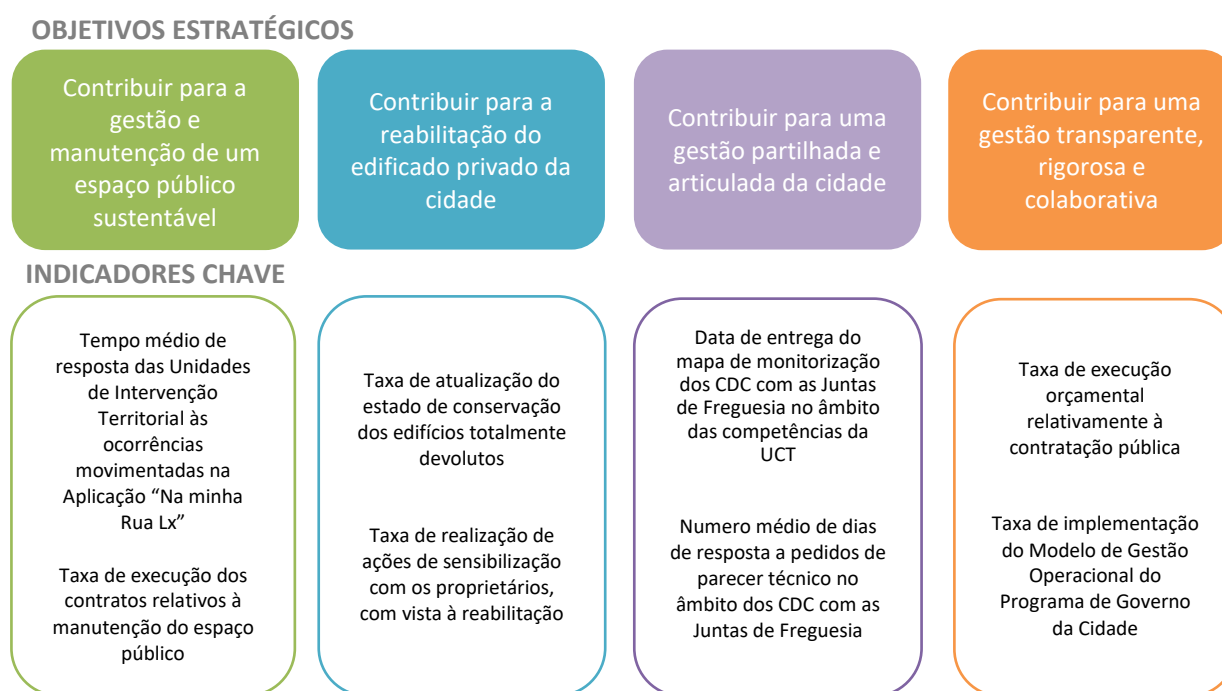 OBJETIVOS ESTRATÉGICOS
Contribuir para a
gestão e
manutenção de um
espaço público
sustentável
Contribuir para a
reabilitação do
edificado privado da
cidade
Contribuir para uma
gestão partilhada e
articulada da cidade
Contribuir para uma
gestão transparente,
rigorosa e
colaborativa
INDICADORES CHAVE
Tempo médio de
resposta das Unidades
de Intervenção
Territorial às
ocorrências
movimentadas na
Aplicação “Na minha
Rua Lx”
Taxa de execução dos
contratos relativos à
manutenção do espaço
público
Taxa de atualização do
estado de conservação
dos edifícios totalmente
devolutos
Taxa de realização de
ações de sensibilização
com os proprietários,
com vista à reabilitação
Data de entrega do
mapa de monitorização
dos CDC com as Juntas
de Freguesia no âmbito
das competências da
UCT
Numero médio de dias
de resposta a pedidos de
parecer técnico no
âmbito dos CDC com as
Juntas de Freguesia
Taxa de execução
orçamental
relativamente à
contratação pública
Taxa de implementação
do Modelo de Gestão
Operacional do
Programa de Governo
da Cidade